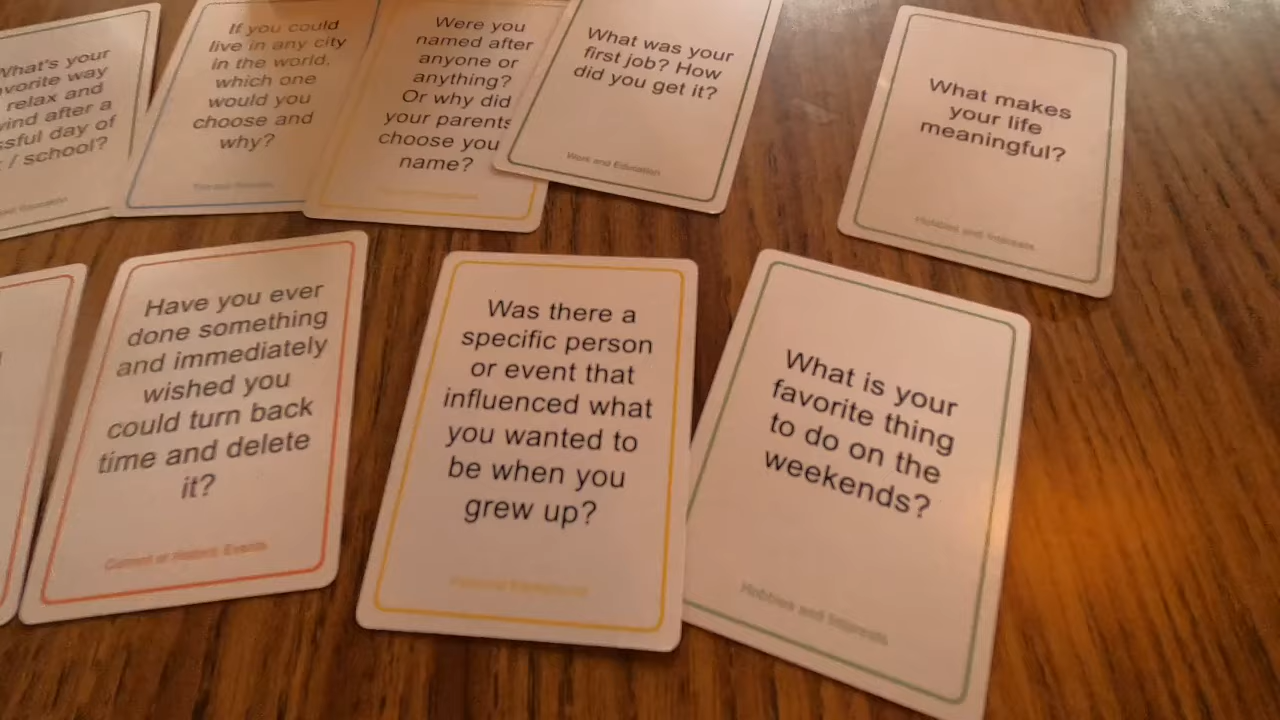 What's your
favorite way
relax and
wind after a
ssful day of
/ school?
If you could
live in any city
in the world,
which one
would you
choose and
why?
Were you
named after
anyone or
anything?
Or why did
your parents
choose you
name?
What was your
first job? How
did you get it?
Work and Education
What makes
your life
meaningful?
Hobbies and Interests
Have you ever
done something
and immediately
wished you
could turn back
time and delete
it?
Current or Historic Events
Was there a
specific person
or event that
influenced what
you wanted to
be when you
grew up?
What is your
favorite thing
to do on the
weekends?
Hobbies and Interests